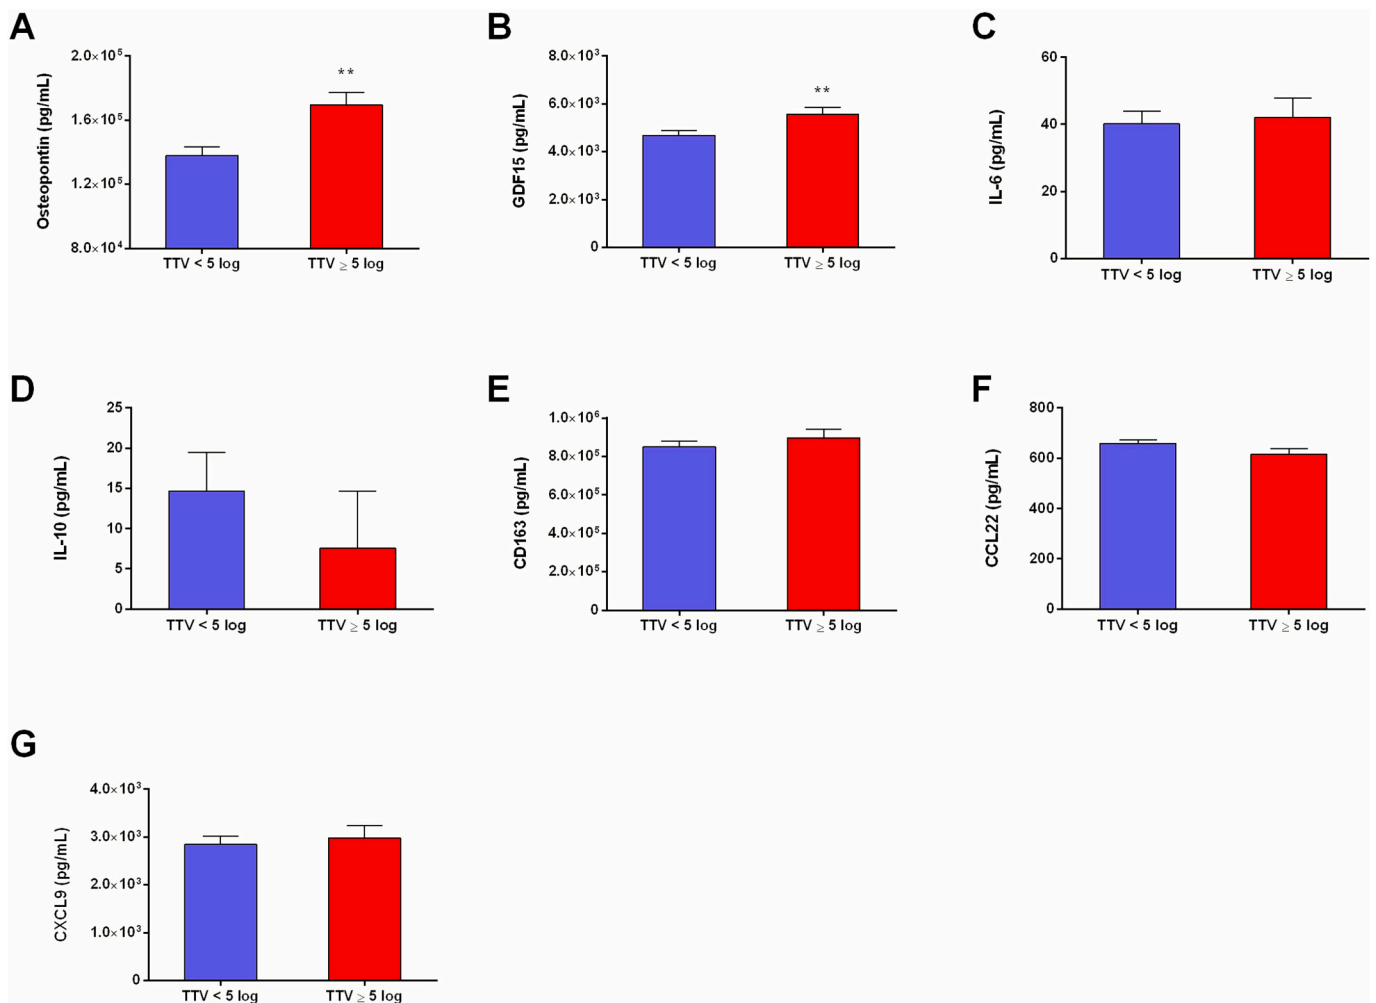 A
Osteopontin (pg/mL)
2.0×10⁵
1.6×10⁵
1.2×10⁵
8.0×10⁴
**
TTV < 5 log
TTV ≥ 5 log
B
GDF15 (pg/mL)
8.0×10³
6.0×10³
4.0×10³
2.0×10³
0
**
TTV < 5 log
TTV ≥ 5 log
C
IL-6 (pg/mL)
60
40
20
0
TTV < 5 log
TTV ≥ 5 log
D
IL-10 (pg/mL)
25
20
15
10
5
0
TTV < 5 log
TTV ≥ 5 log
E
CD163 (pg/mL)
1.0×10⁶
8.0×10⁵
6.0×10⁵
4.0×10⁵
2.0×10⁵
0
TTV < 5 log
TTV ≥ 5 log
F
CCL22 (pg/mL)
800
600
400
200
0
TTV < 5 log
TTV ≥ 5 log
G
CXCL9 (pg/mL)
4.0×10³
3.0×10³
2.0×10³
1.0×10³
0
TTV < 5 log
TTV ≥ 5 log